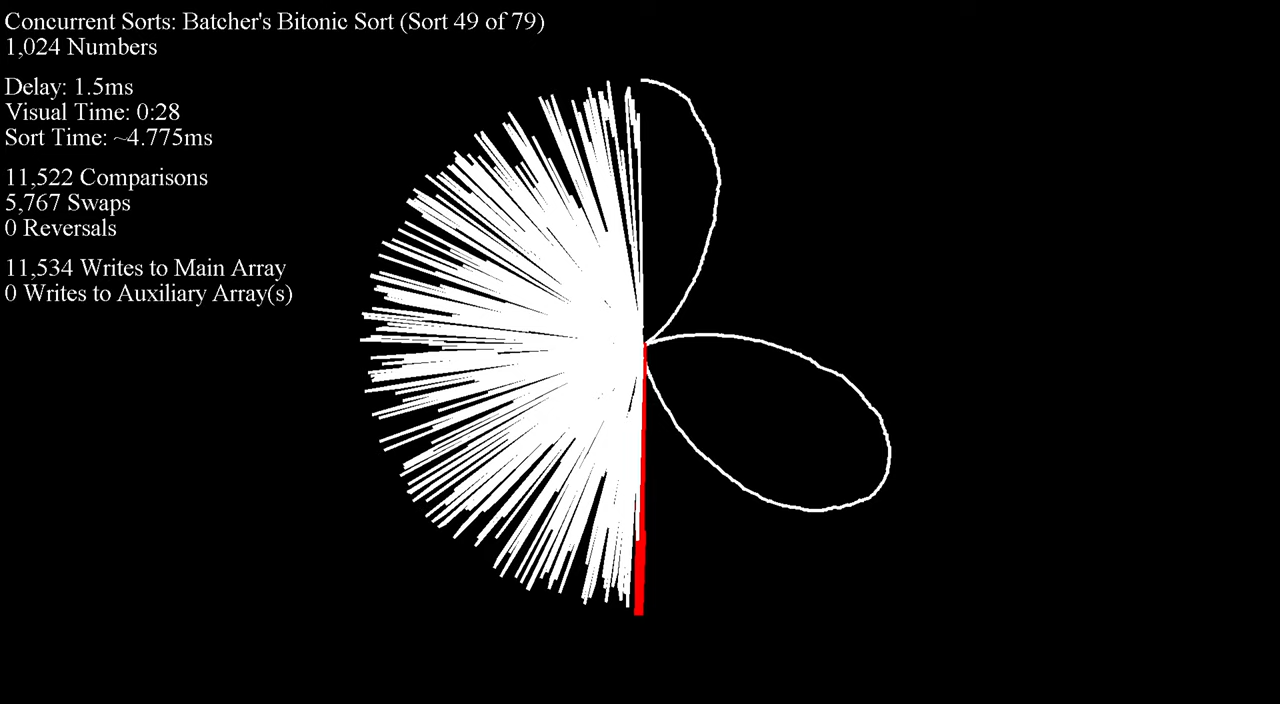 Concurrent Sorts: Batcher's Bitonic Sort (Sort 49 of 79)
1,024 Numbers
Delay: 1.5ms
Visual Time: 0:28
Sort Time: ~4.775ms
11,522 Comparisons
5,767 Swaps
0 Reversals
11,534 Writes to Main Array
0 Writes to Auxiliary Array(s)